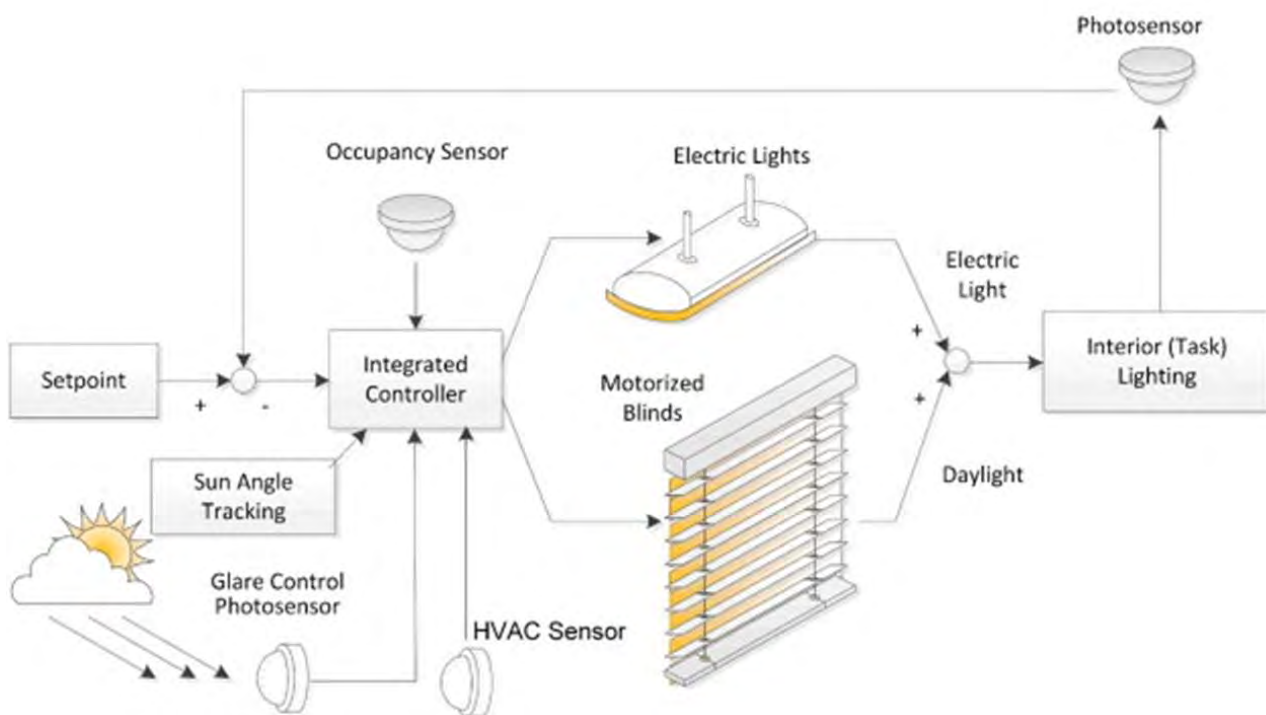 Photosensor
Occupancy Sensor
Electric Lights
Electric
Light
Setpoint
+
-
Integrated
Controller
Motorized
Blinds
+
+
Interior (Task)
Lighting
Sun Angle
Tracking
Daylight
Glare Control
Photosensor
HVAC Sensor